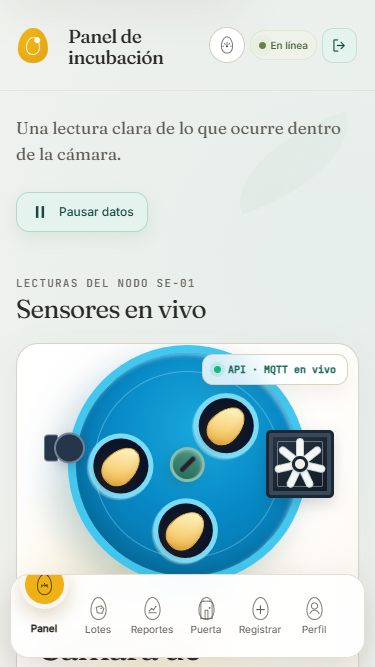 Panel de
incubación
En línea
Una lectura clara de lo que ocurre dentro
de la cámara.
Pausar datos
LECTURAS DEL NODO SE-01
Sensores en vivo
API · MQTT en vivo
Panel
Lotes
Reportes
Puerta
Registrar
Perfil